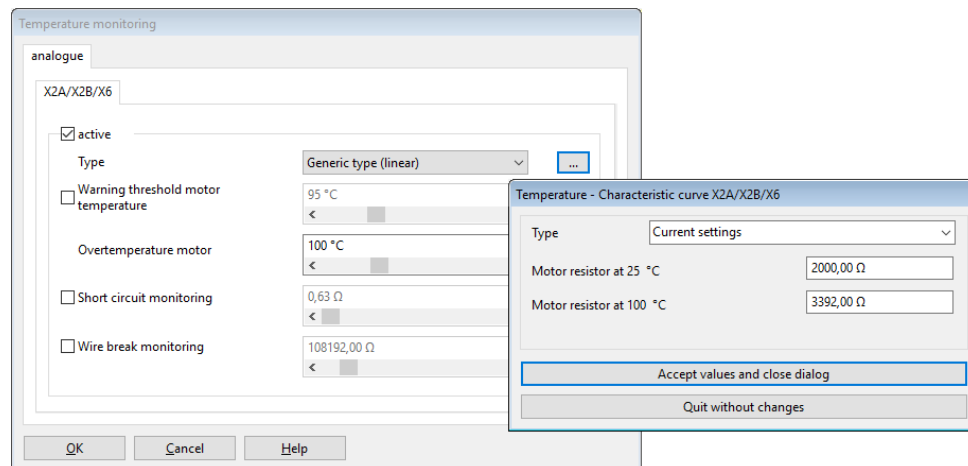 Temperature monitoring
analogue
X2A/X2B/X6
active
Type
Generic type (linear)
...
Warning threshold motor
temperature
95 °C
Overtemperature motor
100 °C
Short circuit monitoring
0,63 Ω
Wire break monitoring
108192,00 Ω
OK
Cancel
Help
Temperature - Characteristic curve X2A/X2B/X6
Type
Current settings
Motor resistor at 25 °C
2000,00 Ω
Motor resistor at 100 °C
3392,00 Ω
Accept values and close dialog
Quit without changes